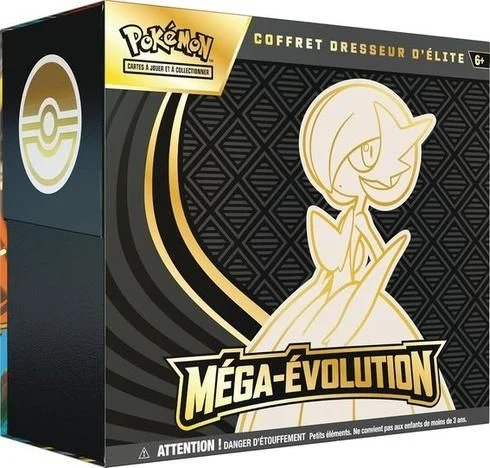 POKÉMON
CARTES À JOUER ET À COLLECTIONNER
COFFRET DRESSEUR D'ÉLITE 6+
MÉGA-ÉVOLUTION
ATTENTION ! DANGER D'ÉTOUFFEMENT Petits éléments. Ne convient pas aux enfants de moins de 3 ans.